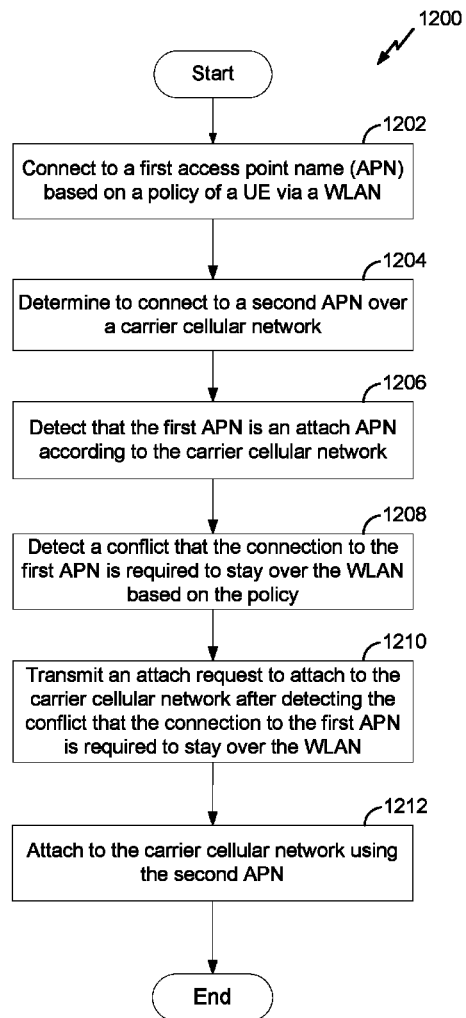 1200
Start
1202
Connect to a first access point name (APN)
based on a policy of a UE via a WLAN
1204
Determine to connect to a second APN over
a carrier cellular network
1206
Detect that the first APN is an attach APN
according to the carrier cellular network
1208
Detect a conflict that the connection to the
first APN is required to stay over the WLAN
based on the policy
1210
Transmit an attach request to attach to the
carrier cellular network after detecting the
conflict that the connection to the first APN
is required to stay over the WLAN
1212
Attach to the carrier cellular network using
the second APN
End